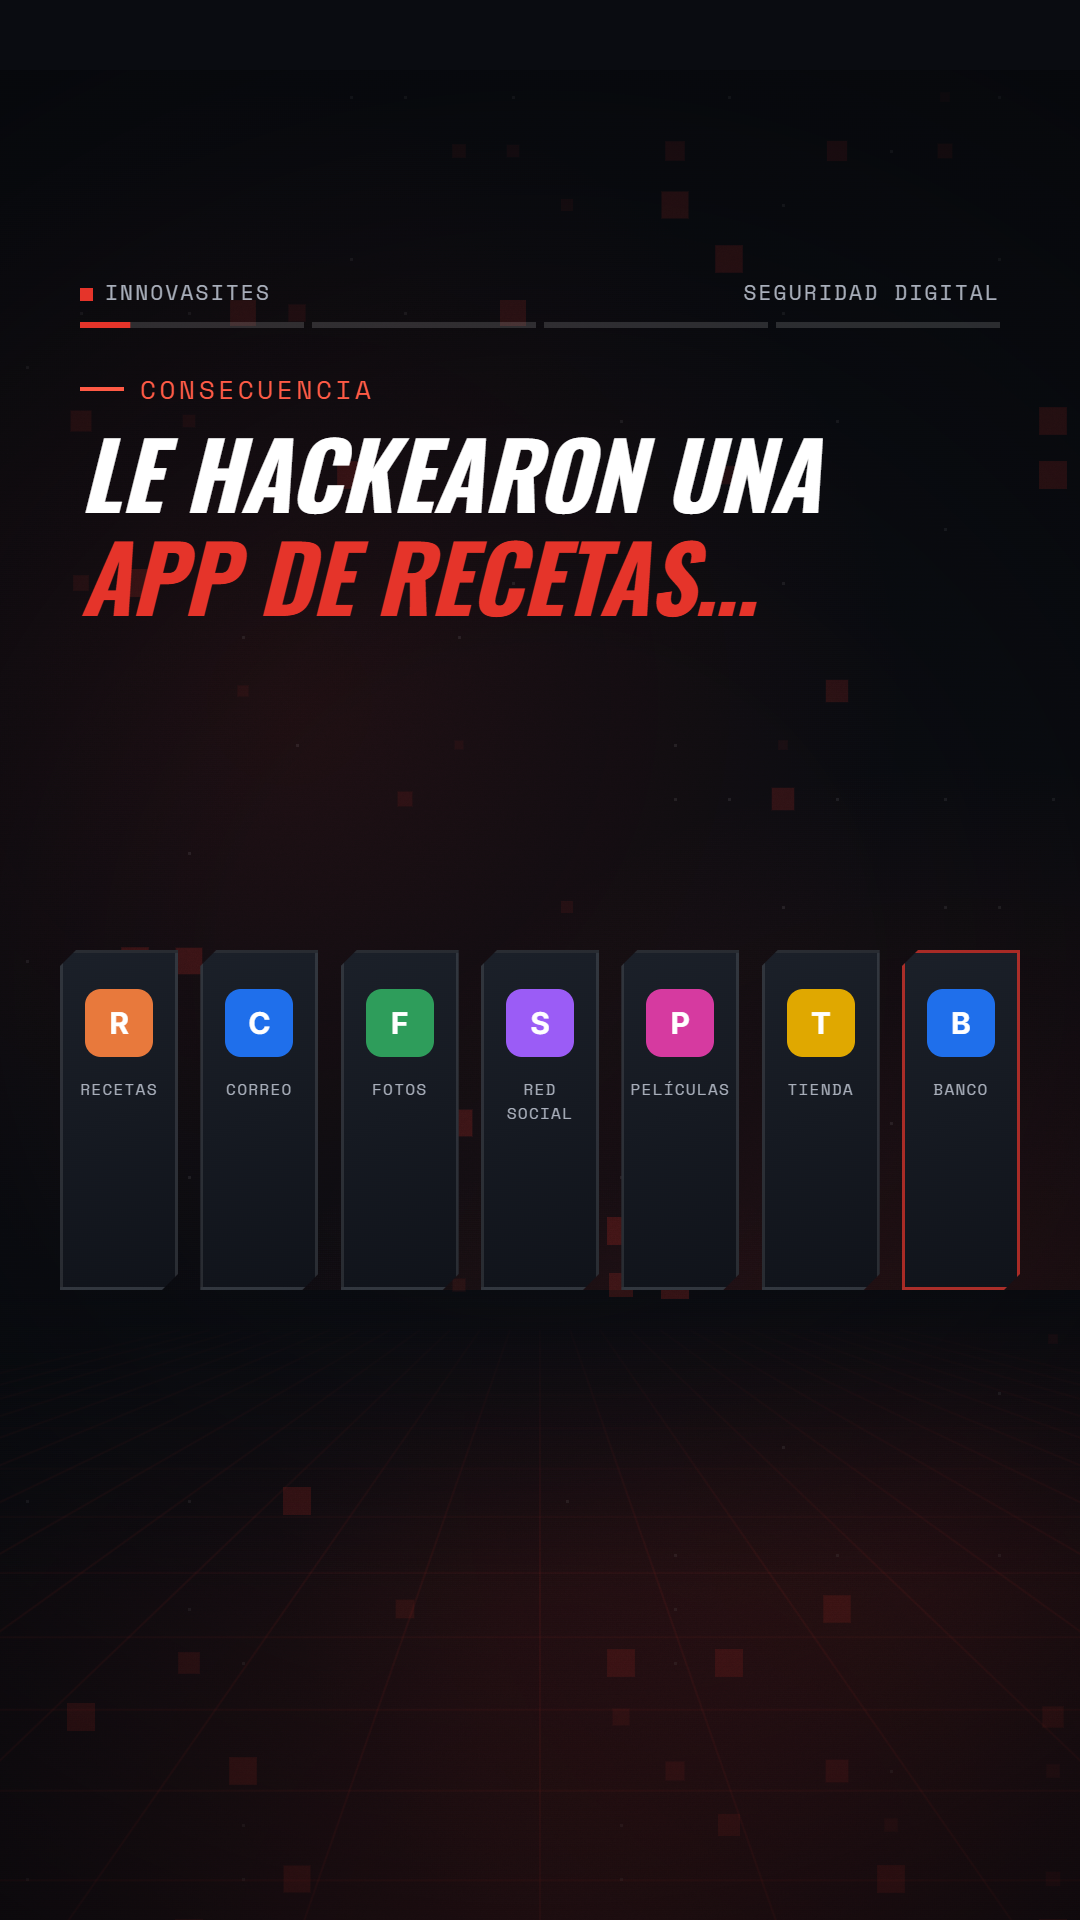 INNOVASITES
SEGURIDAD DIGITAL
CONSECUENCIA
LE HACKEARON UNA
APP DE RECETAS...
R
RECETAS
C
CORREO
F
FOTOS
S
RED
SOCIAL
P
PELÍCULAS
T
TIENDA
B
BANCO